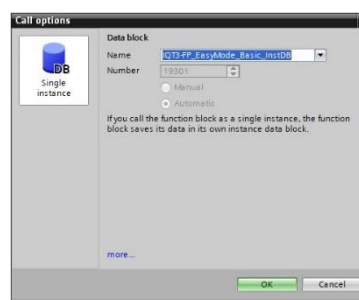 Call options
Data block
DB
Single
instance
Name IQT3-FP_EasyMode_Basic_InstDB
Number 19301
Manual
Automatic
If you call the function block as a single instance, the function
block saves its data in its own instance data block.
more...
OK Cancel